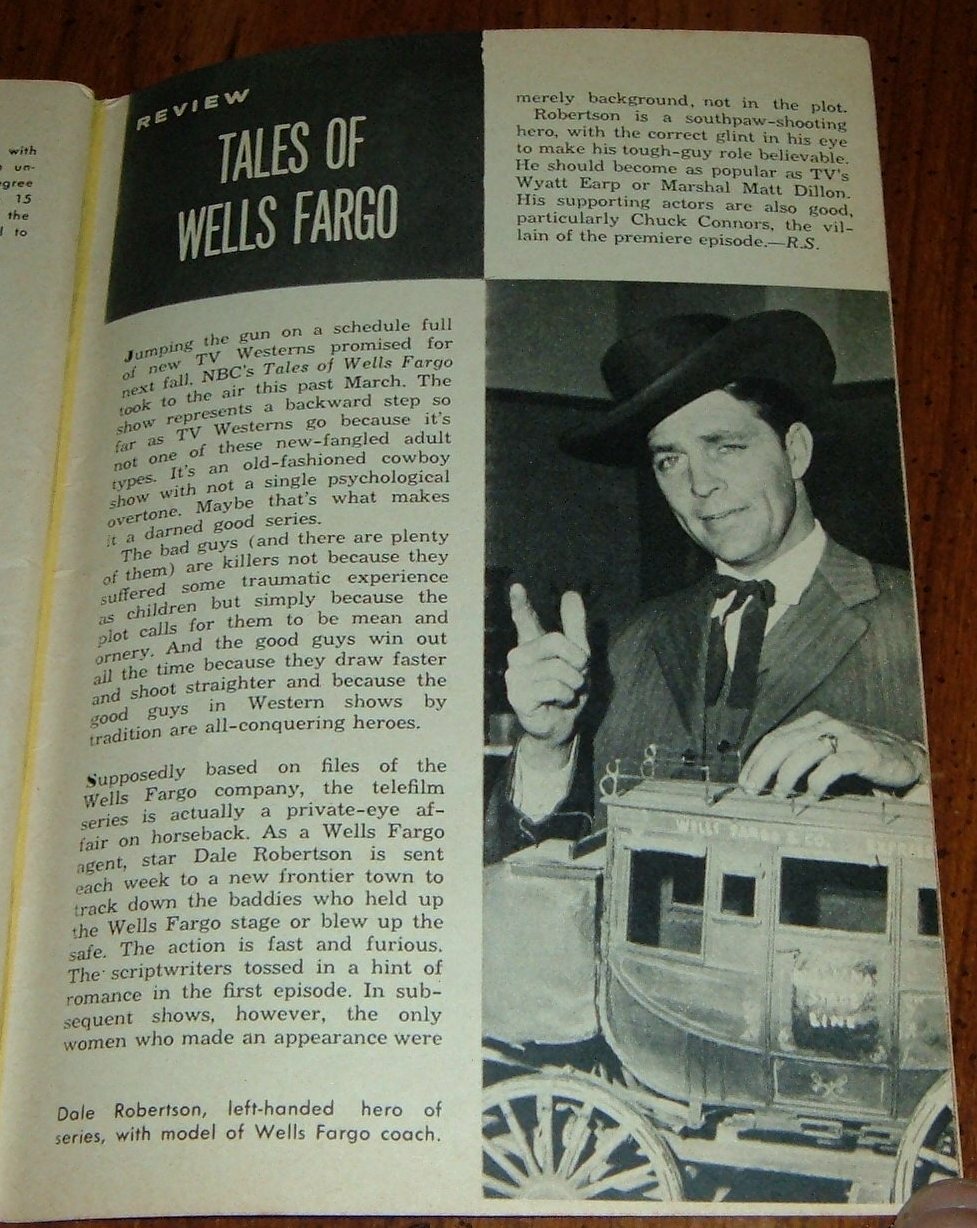 with
un-
gree
15
the
to
REVIEW
TALES OF
WELLS FARGO
Jumping the gun on a schedule full
of new TV Westerns promised for
next fall, NBC's Tales of Wells Fargo
took to the air this past March. The
show represents a backward step so
far as TV Westerns go because it's
not one of these new-fangled adult
types. It's an old-fashioned cowboy
show with not a single psychological
overtone. Maybe that's what makes
it a darned good series.
The bad guys (and there are plenty
of them) are killers not because they
suffered some traumatic experience
as children but simply because the
plot calls for them to be mean and
ornery. And the good guys win out
all the time because they draw faster
and shoot straighter and because the
good guys in Western shows by
tradition are all-conquering heroes.
Supposedly based on files of the
Wells Fargo company, the telefilm
series is actually a private-eye af-
fair on horseback. As a Wells Fargo
agent, star Dale Robertson is sent
each week to a new frontier town to
track down the baddies who held up
the Wells Fargo stage or blew up the
safe. The action is fast and furious.
The scriptwriters tossed in a hint of
romance in the first episode. In sub-
sequent shows, however, the only
women who made an appearance were
merely background, not in the plot.
Robertson is a southpaw-shooting
hero, with the correct glint in his eye
to make his tough-guy role believable.
He should become as popular as TV's
Wyatt Earp or Marshal Matt Dillon.
His supporting actors are also good,
particularly Chuck Connors, the vil-
lain of the premiere episode.—R.S.
WELLS FARGO & CO.
LINE
Dale Robertson, left-handed hero of
series, with model of Wells Fargo coach.